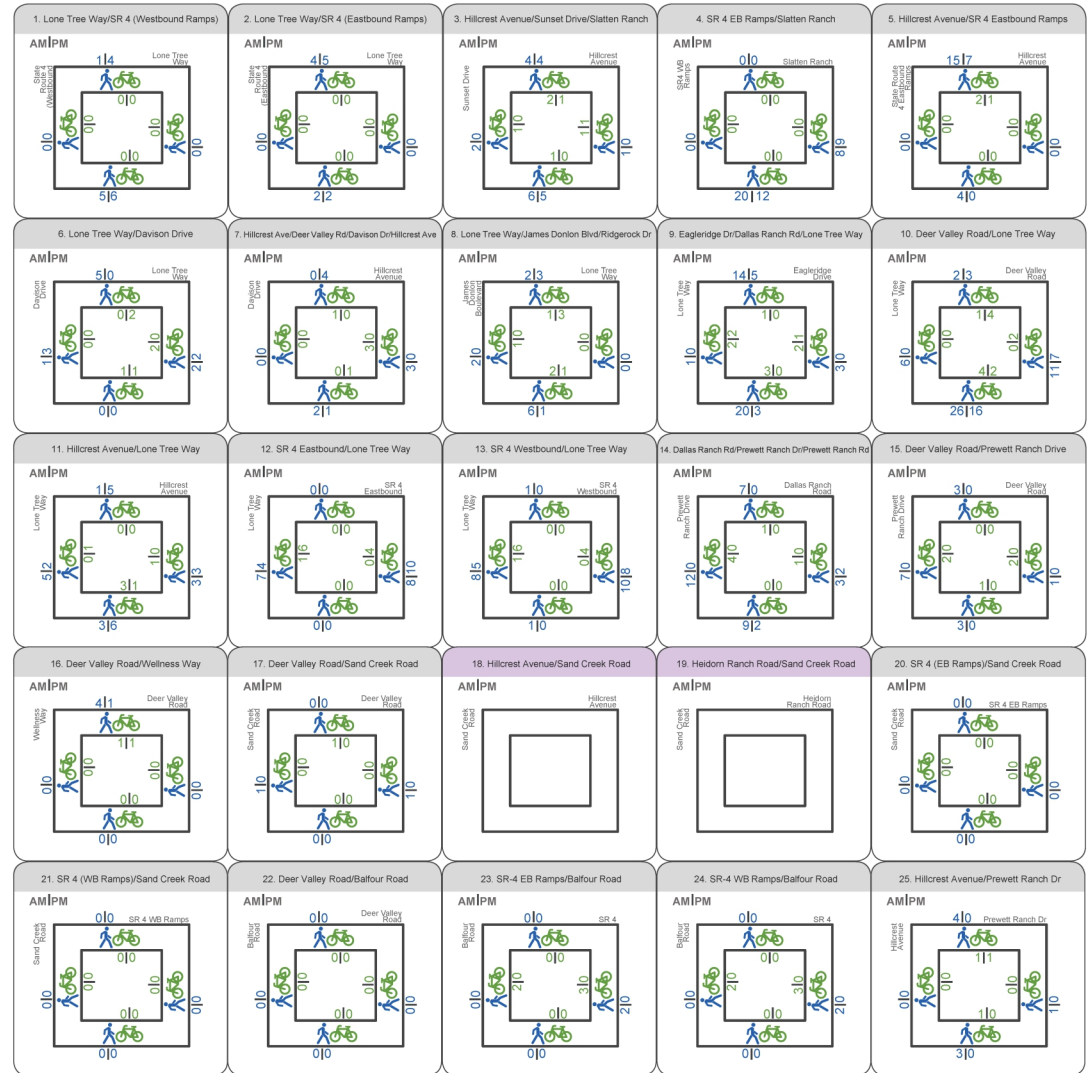 1. Lone Tree Way/SR 4 (Westbound Ramps)
AM|PM
1|4
Lone Tree
Way
State
Route 4
(Westbound
0|0
0|0
0|0
0|0
0|0
0|0
5|6
2. Lone Tree Way/SR 4 (Eastbound Ramps)
AM|PM
4|5
Lone Tree
Way
State
Route 4
(Eastbound
0|0
0|0
0|0
0|0
0|0
0|0
2|2
3. Hillcrest Avenue/Sunset Drive/Slatten Ranch
AM|PM
4|4
Hillcrest
Avenue
Sunset Drive
2|1
2|0
1|0
1|1
1|0
1|0
6|5
4. SR 4 EB Ramps/Slatten Ranch
AM|PM
0|0
Slatten Ranch
SR4 WB
Ramps
0|0
0|0
0|0
0|0
8|9
0|0
20|12
5. Hillcrest Avenue/SR 4 Eastbound Ramps
AM|PM
15|7
Hillcrest
Avenue
State Route
4 Eastbound
Ramps
2|1
0|0
0|0
0|0
0|0
0|0
4|0
6. Lone Tree Way/Davison Drive
AM|PM
5|0
Lone Tree
Way
Davison
Drive
0|2
1|3
0|0
2|0
2|2
1|1
0|0
7. Hillcrest Ave/Deer Valley Rd/Davison Dr/Hillcrest Ave
AM|PM
0|4
Hillcrest
Avenue
Davison
Drive
1|0
0|0
0|0
3|0
3|0
0|1
2|1
8. Lone Tree Way/James Donlon Blvd/Ridgerock Dr
AM|PM
2|3
Lone Tree
Way
James
Donlon
Boulevard
1|3
2|0
1|0
0|0
0|0
2|1
6|1
9. Eagleridge Dr/Dallas Ranch Rd/Lone Tree Way
AM|PM
14|5
Eagleridge
Drive
Lone Tree
Way
1|0
1|0
2|2
2|1
3|0
3|0
20|3
10. Deer Valley Road/Lone Tree Way
AM|PM
2|3
Deer Valley
Road
Lone Tree
Way
1|4
6|0
0|0
0|2
11|7
4|2
26|16
11. Hillcrest Avenue/Lone Tree Way
AM|PM
1|5
Hillcrest
Avenue
Lone Tree
Way
0|0
5|2
0|1
1|0
3|3
3|1
3|6
12. SR 4 Eastbound/Lone Tree Way
AM|PM
0|0
SR 4
Eastbound
Lone Tree
Way
0|0
7|4
1|6
0|4
8|10
0|0
0|0
13. SR 4 Westbound/Lone Tree Way
AM|PM
1|0
SR 4
Westbound
Lone Tree
Way
0|0
8|5
1|6
0|4
10|8
0|0
1|0
14. Dallas Ranch Rd/Prewett Ranch Dr/Prewett Ranch Rd
AM|PM
7|0
Dallas Ranch
Road
Prewett
Ranch Drive
1|0
12|0
4|0
1|0
3|2
0|0
9|2
15. Deer Valley Road/Prewett Ranch Drive
AM|PM
3|0
Deer Valley
Road
Prewett
Ranch Drive
0|0
7|0
2|0
0|0
1|0
1|0
3|0
16. Deer Valley Road/Wellness Way
AM|PM
4|1
Deer Valley
Road
Wellness
Way
1|1
0|0
0|0
0|0
0|0
0|0
0|0
17. Deer Valley Road/Sand Creek Road
AM|PM
0|0
Deer Valley
Road
Sand Creek
Road
1|0
1|0
0|0
0|0
0|0
0|0
0|0
18. Hillcrest Avenue/Sand Creek Road
AM|PM
Hillcrest
Avenue
Sand Creek
Road
19. Heidorn Ranch Road/Sand Creek Road
AM|PM
Heidorn
Ranch Road
Sand Creek
Road
20. SR 4 (EB Ramps)/Sand Creek Road
AM|PM
0|0
SR 4 EB Ramps
Sand Creek
Road
0|0
0|0
0|0
0|0
0|0
0|0
0|0
21. SR 4 (WB Ramps)/Sand Creek Road
AM|PM
0|0
SR 4 WB Ramps
Sand Creek
Road
0|0
0|0
0|0
0|0
0|0
0|0
0|0
22. Deer Valley Road/Balfour Road
AM|PM
0|0
Deer Valley
Road
Balfour
Road
0|0
0|0
0|0
0|0
0|0
0|0
0|0
23. SR-4 EB Ramps/Balfour Road
AM|PM
0|0
SR 4
Balfour
Road
0|0
0|0
2|0
3|0
2|0
0|0
0|0
24. SR-4 WB Ramps/Balfour Road
AM|PM
0|0
SR 4
Balfour
Road
0|0
0|0
2|0
3|0
2|0
0|0
0|0
25. Hillcrest Avenue/Prewett Ranch Dr
AM|PM
4|0
Prewett Ranch Dr
Hillcrest
Avenue
1|1
0|0
0|0
0|0
1|0
1|0
3|0